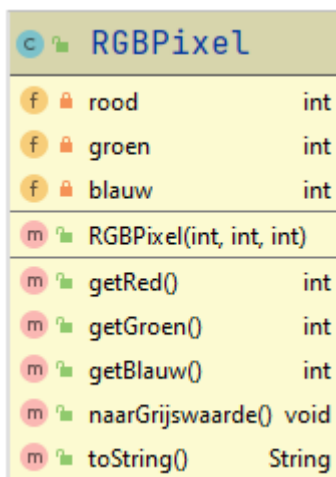 c RGBPixel
f rood int
f groen int
f blauw int
m RGBPixel(int, int, int)
m getRed() int
m getGroen() int
m getBlauw() int
m naarGrijswaarde() void
m toString() String